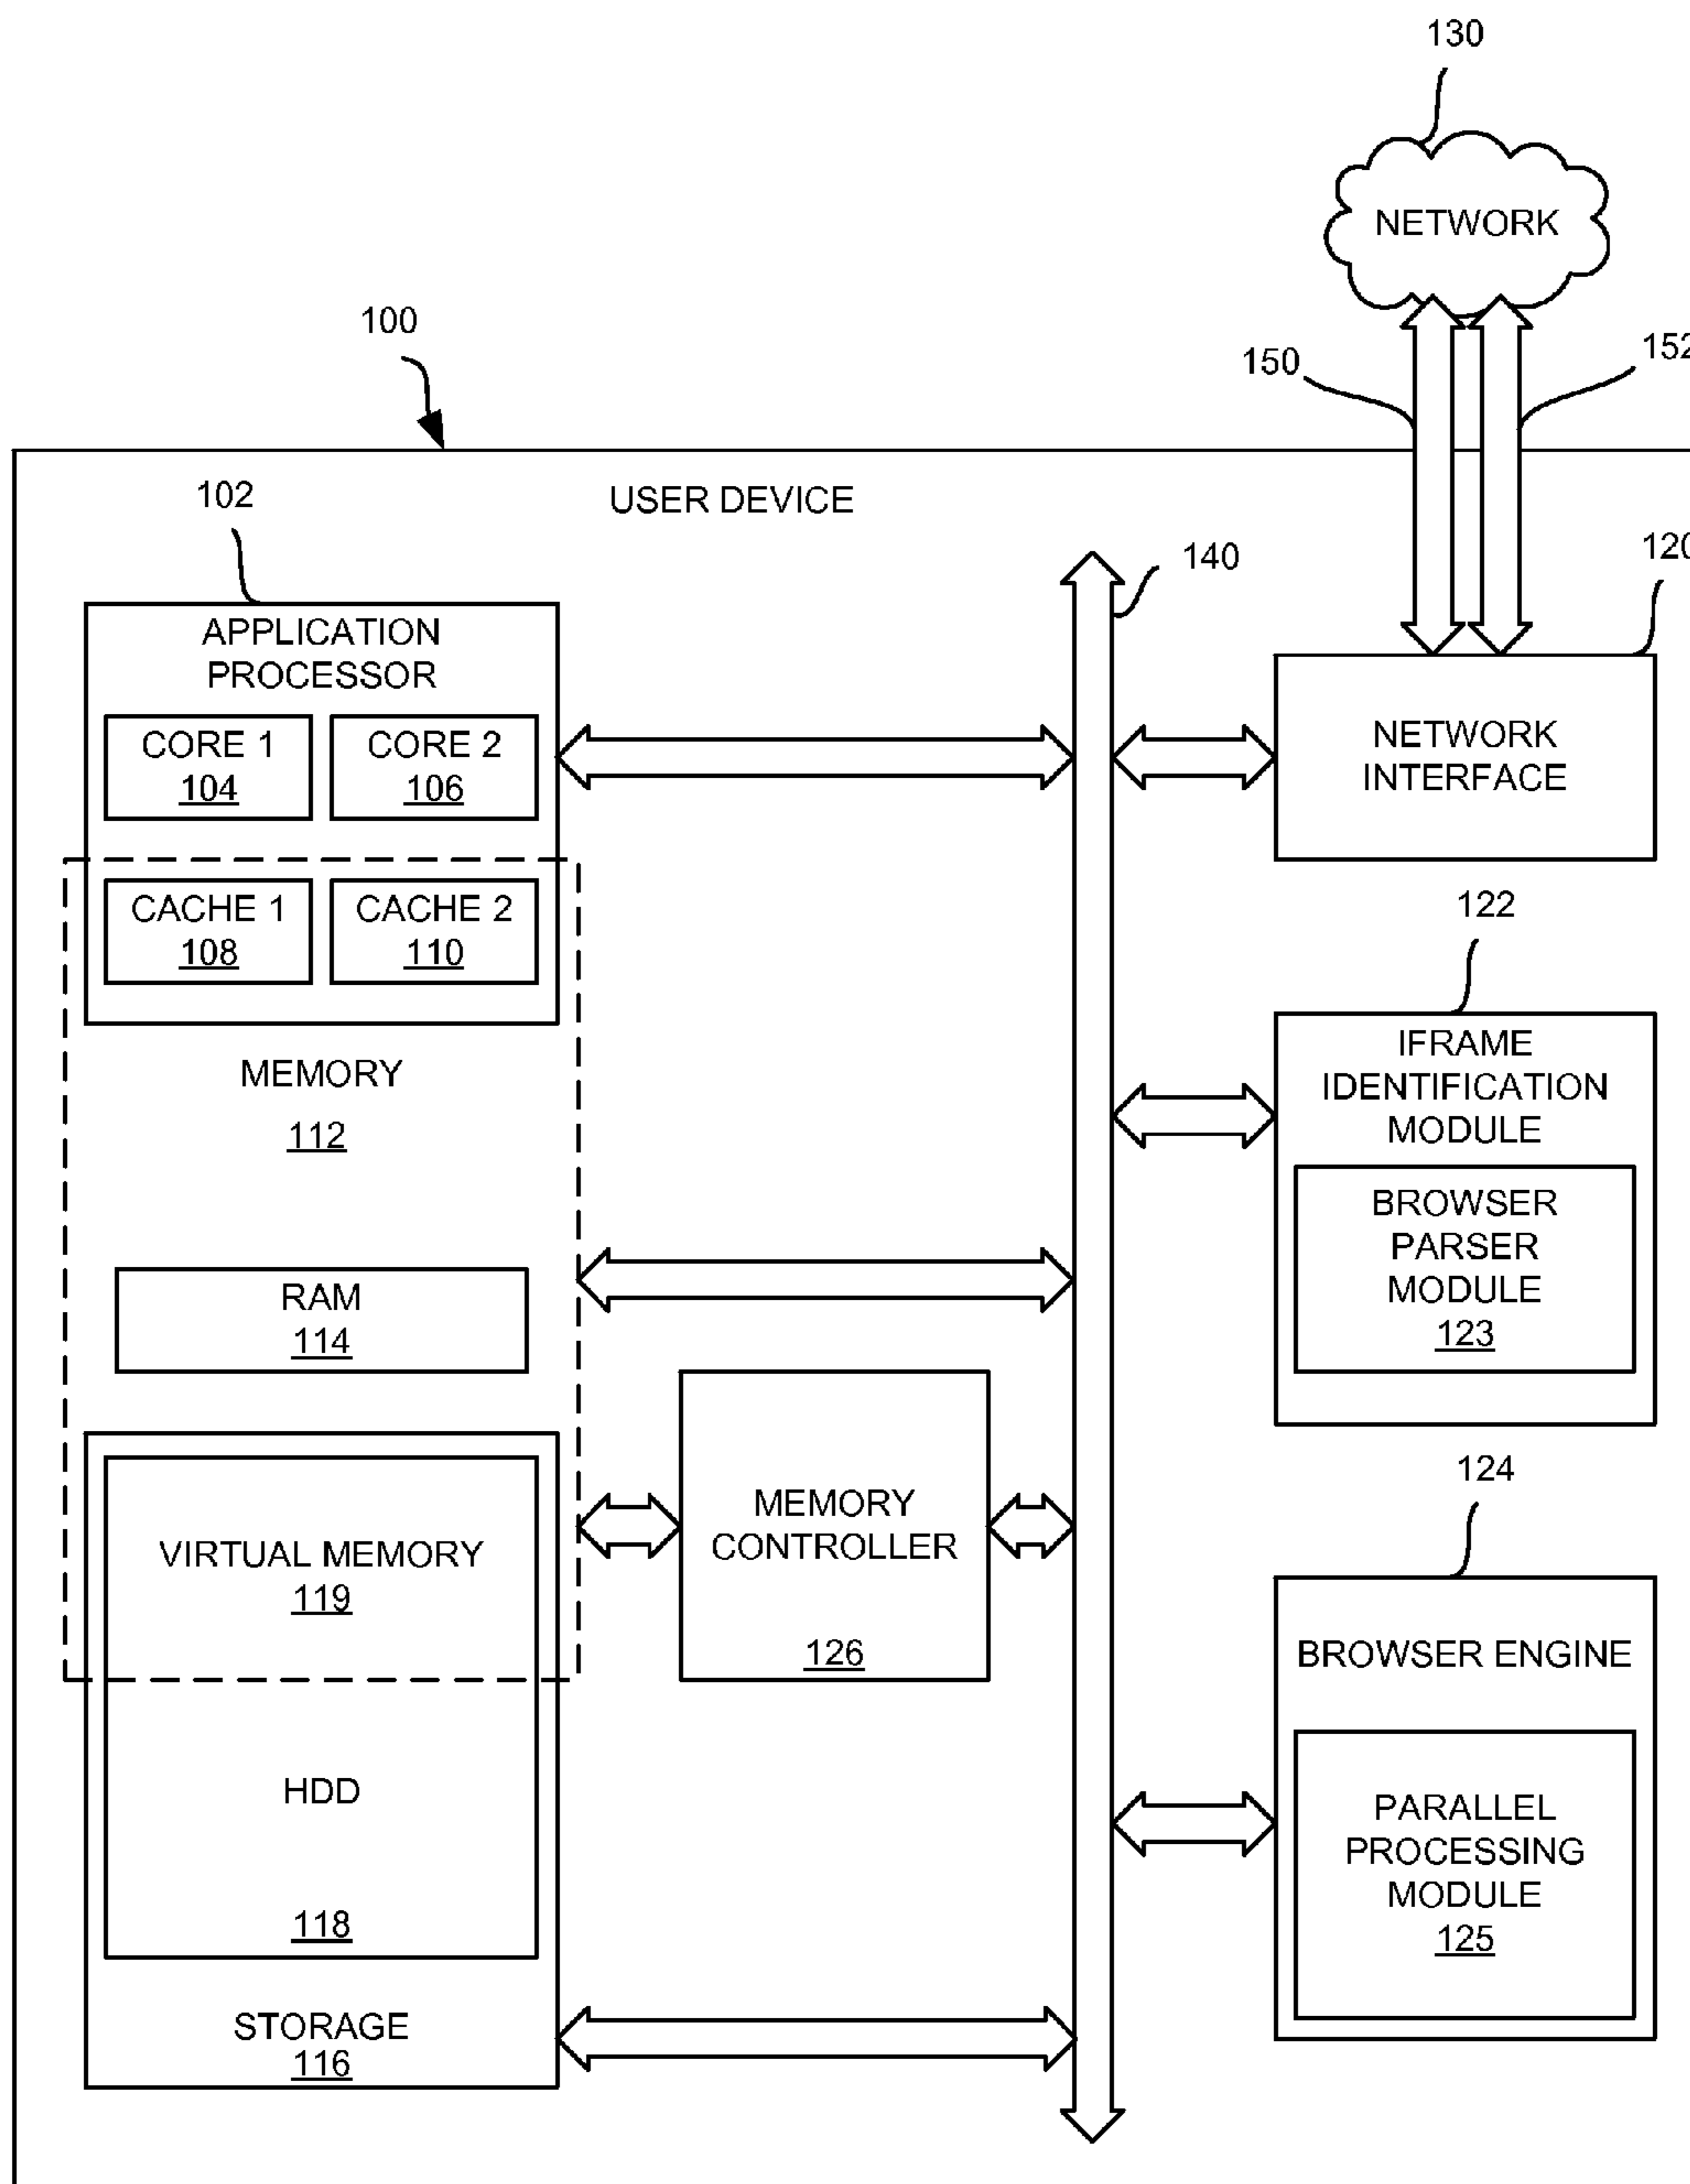 130
NETWORK
100
150
152
USER DEVICE
102
140
120
APPLICATION
PROCESSOR
CORE 1
104
CORE 2
106
NETWORK
INTERFACE
CACHE 1
108
CACHE 2
110
122
MEMORY
112
IFRAME
IDENTIFICATION
MODULE
BROWSER
PARSER
MODULE
123
RAM
114
124
MEMORY
CONTROLLER
126
VIRTUAL MEMORY
119
BROWSER ENGINE
HDD
118
PARALLEL
PROCESSING
MODULE
125
STORAGE
116